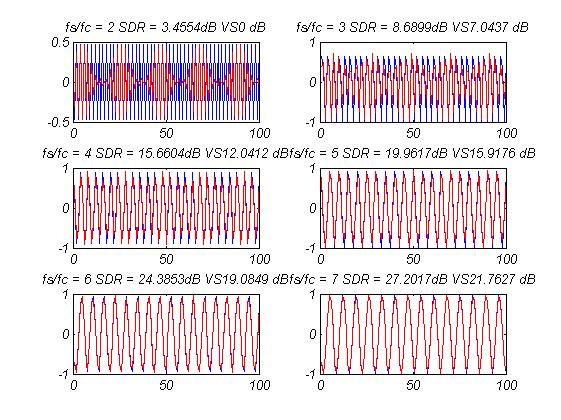 fs/fc = 2 SDR = 3.4554dB VS0 dB
fs/fc = 3 SDR = 8.6899dB VS7.0437 dB
0.5
0
-0.5
0 50 100
1
0
-1
0 50 100
fs/fc = 4 SDR = 15.6604dB VS12.0412 dB
fs/fc = 5 SDR = 19.9617dB VS15.9176 dB
1
0
-1
0 50 100
1
0
-1
0 50 100
fs/fc = 6 SDR = 24.3853dB VS19.0849 dB
fs/fc = 7 SDR = 27.2017dB VS21.7627 dB
1
0
-1
0 50 100
1
0
-1
0 50 100